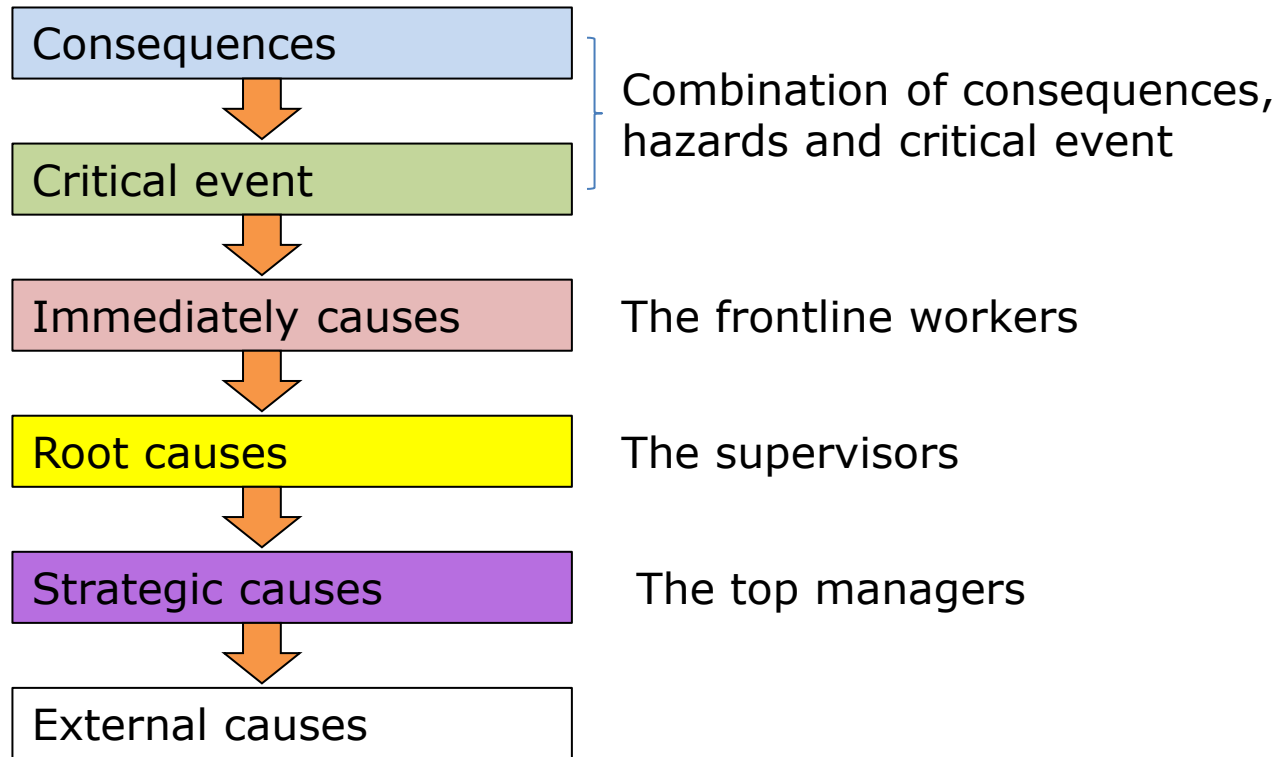 Consequences
Combination of consequences,
hazards and critical event
Critical event
Immediately causes
The frontline workers
Root causes
The supervisors
Strategic causes
The top managers
External causes